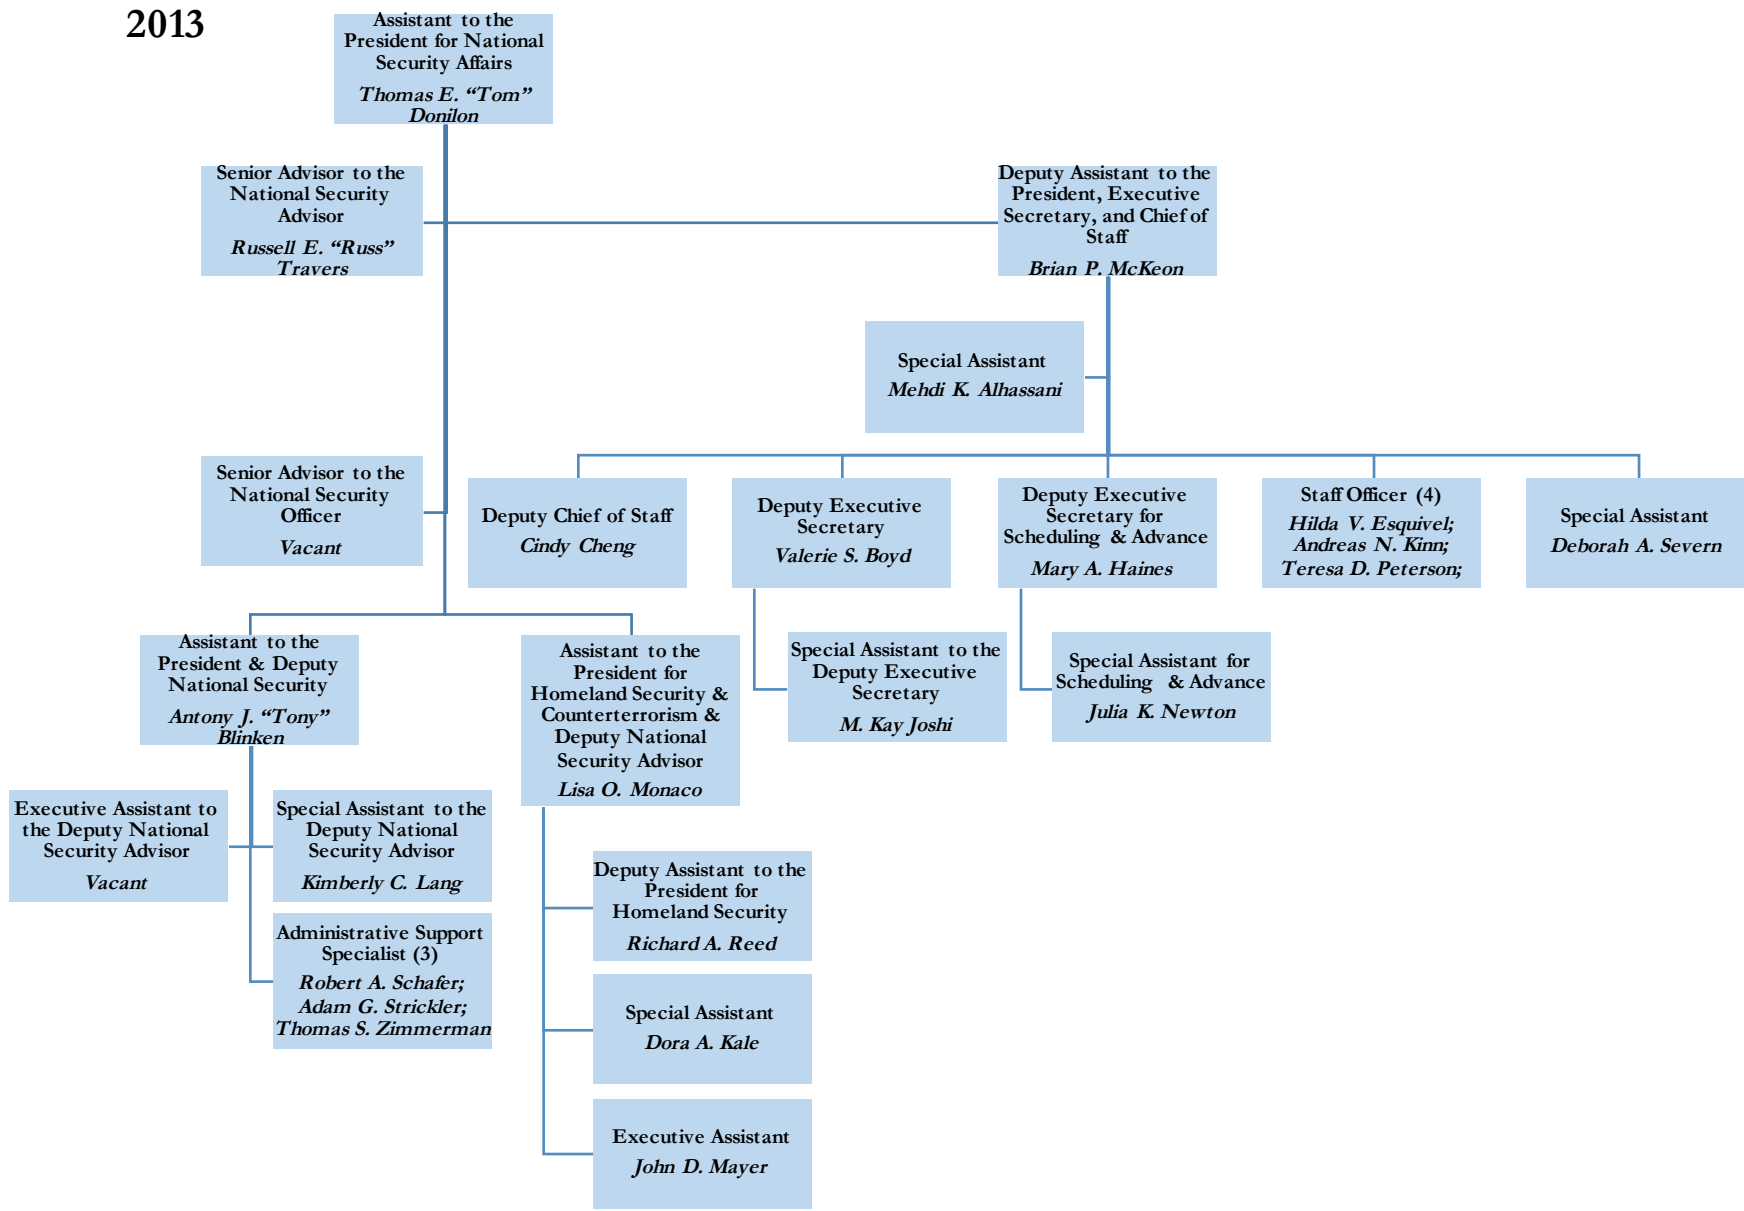 2013
Assistant to the
President for National
Security Affairs
Thomas E. “Tom”
Donilon
Senior Advisor to the
National Security
Advisor
Russell E. “Russ”
Travers
Deputy Assistant to the
President, Executive
Secretary, and Chief of
Staff
Brian P. McKeon
Special Assistant
Mehdi K. Alhassani
Senior Advisor to the
National Security
Officer
Vacant
Deputy Chief of Staff
Cindy Cheng
Deputy Executive
Secretary
Valerie S. Boyd
Deputy Executive
Secretary for
Scheduling & Advance
Mary A. Haines
Staff Officer (4)
Hilda V. Esquivel;
Andreas N. Kinn;
Teresa D. Peterson;
Special Assistant
Deborah A. Severn
Assistant to the
President & Deputy
National Security
Antony J. “Tony”
Blinken
Assistant to the
President for
Homeland Security &
Counterterrorism &
Deputy National
Security Advisor
Lisa O. Monaco
Special Assistant to the
Deputy Executive
Secretary
M. Kay Joshi
Special Assistant for
Scheduling & Advance
Julia K. Newton
Executive Assistant to
the Deputy National
Security Advisor
Vacant
Special Assistant to the
Deputy National
Security Advisor
Kimberly C. Lang
Administrative Support
Specialist (3)
Robert A. Schafer;
Adam G. Strickler;
Thomas S. Zimmerman
Deputy Assistant to the
President for
Homeland Security
Richard A. Reed
Special Assistant
Dora A. Kale
Executive Assistant
John D. Mayer